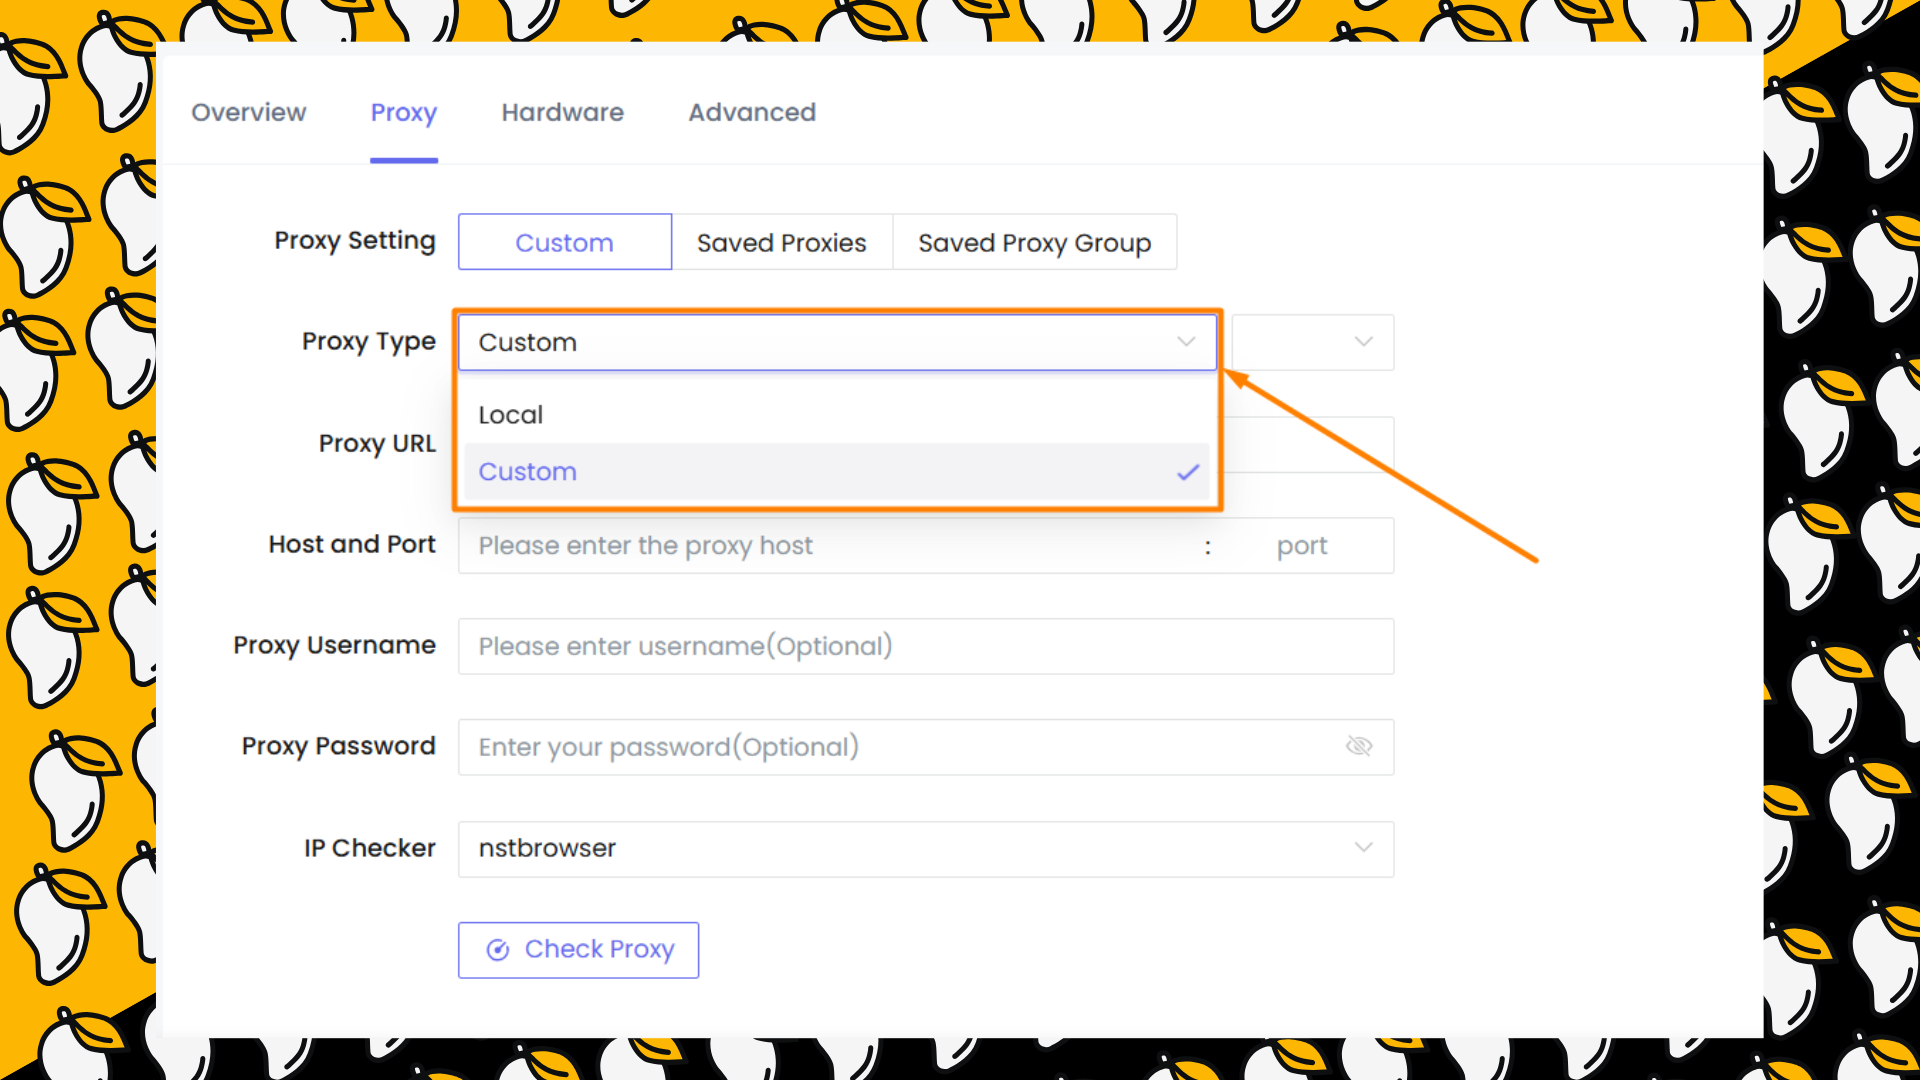 Overview Proxy Hardware Advanced
Proxy Setting Custom Saved Proxies Saved Proxy Group
Proxy Type Custom
Local
Proxy URL
Custom
Host and Port Please enter the proxy host : port
Proxy Username Please enter username(Optional)
Proxy Password Enter your password(Optional)
IP Checker nstbrowser
Check Proxy